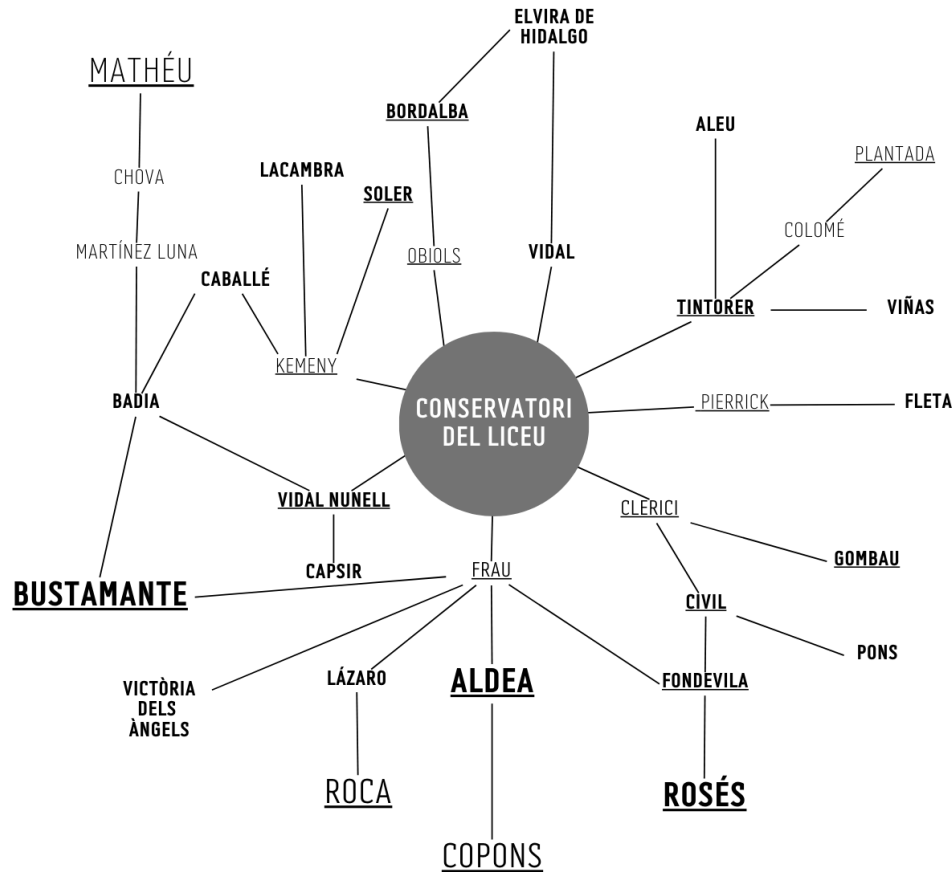 ELVIRA DE
HIDALGO
MATHÉU
BORDALBA
ALEU
PLANTADA
LACAMBRA
CHOVA
SOLER
COLOMÉ
MARTÍNEZ LUNA
OBIOLS
VIDAL
CABALLÉ
TINTORER
VIÑAS
KEMENY
BADIA
PIERRICK
FLETA
CONSERVATORI
DEL LICEU
VIDAL NUNELL
CLERICI
GOMBAU
CAPSIR
FRAU
BUSTAMANTE
CIVIL
PONS
LÁZARO
ALDEA
FONDEVILA
VICTÒRIA
DELS
ÀNGELS
ROCA
ROSÉS
COPONS